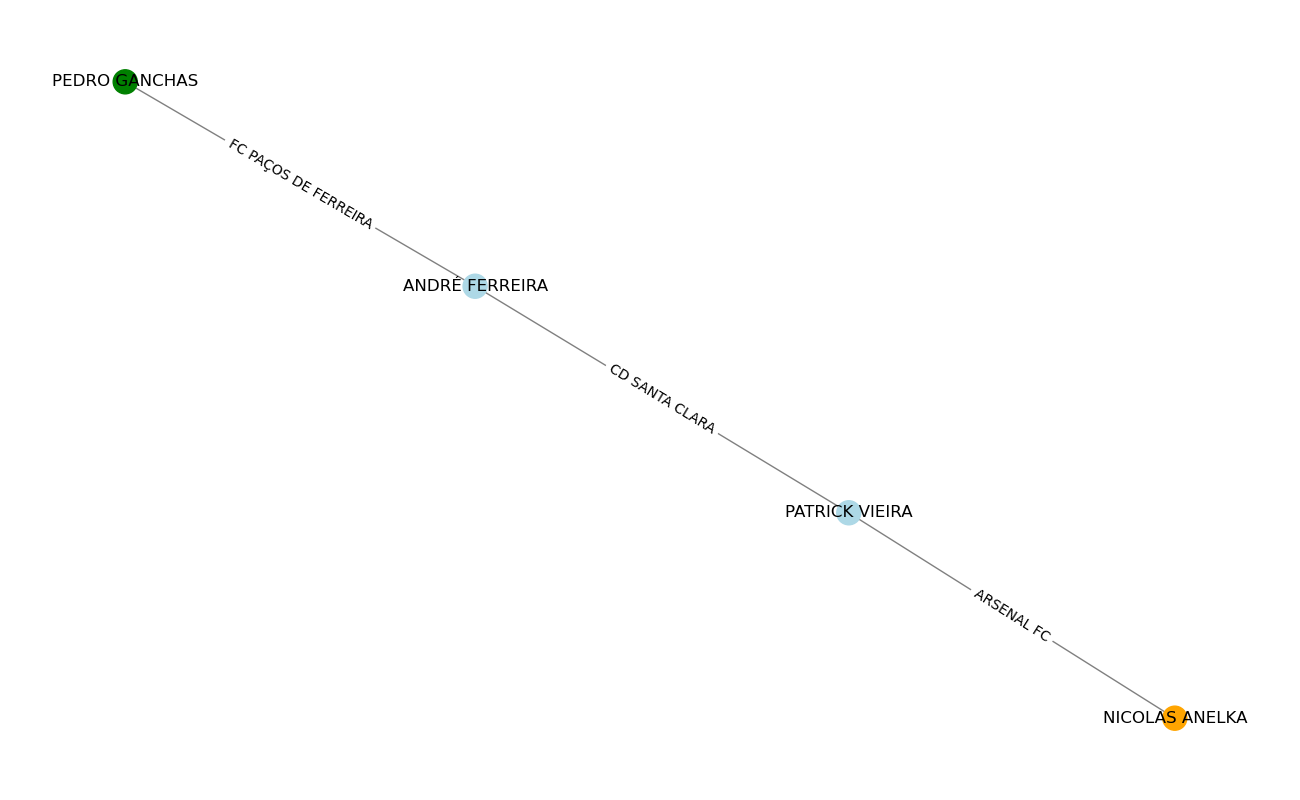 PEDRO GANCHAS
FC PAÇOS DE FERREIRA
ANDRÉ FERREIRA
CD SANTA CLARA
PATRICK VIEIRA
ARSENAL FC
NICOLAS ANELKA